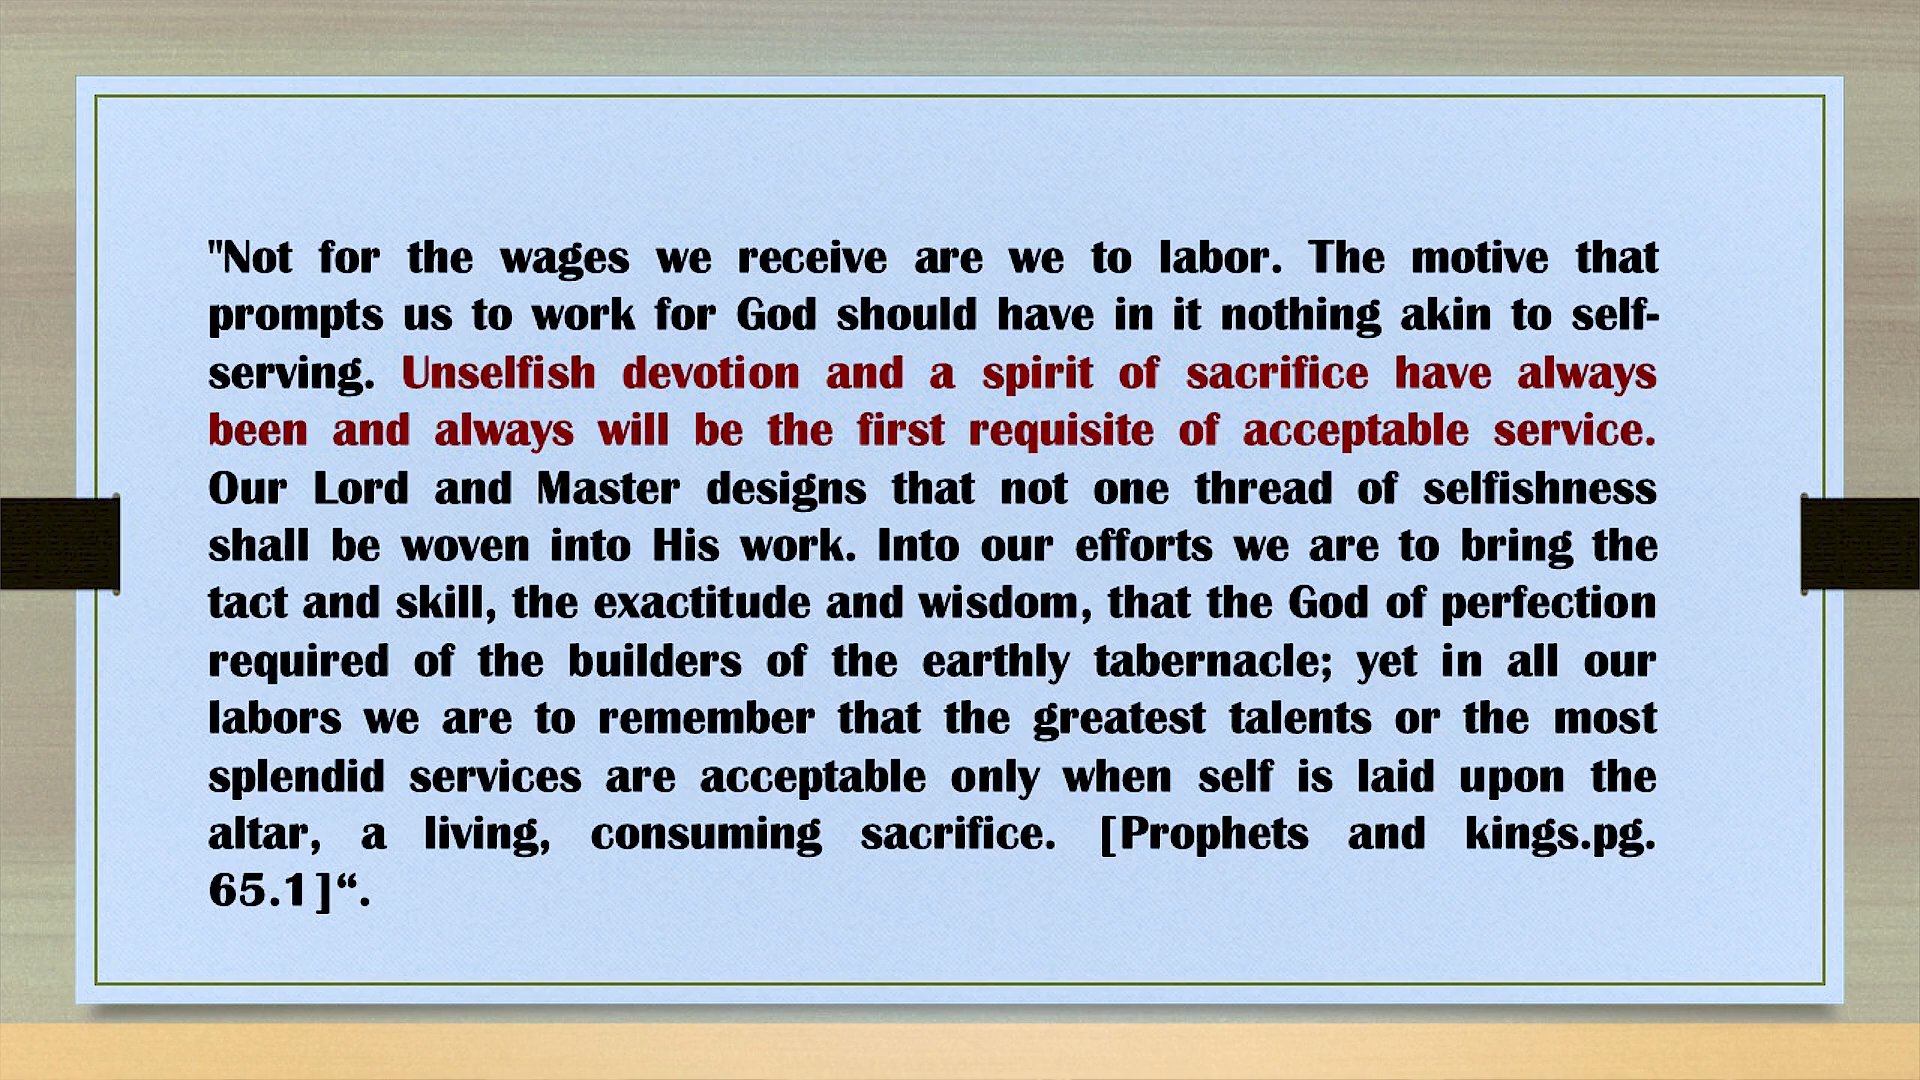 "Not for the wages we receive are we to labor. The motive that
prompts us to work for God should have in it nothing akin to self-
serving. Unselfish devotion and a spirit of sacrifice have always
been and always will be the first requisite of acceptable service.
Our Lord and Master designs that not one thread of selfishness
shall be woven into His work. Into our efforts we are to bring the
tact and skill, the exactitude and wisdom, that the God of perfection
required of the builders of the earthly tabernacle; yet in all our
labors we are to remember that the greatest talents or the most
splendid services are acceptable only when self is laid upon the
altar, a living, consuming sacrifice. [Prophets and kings.pg.
65.1]“.